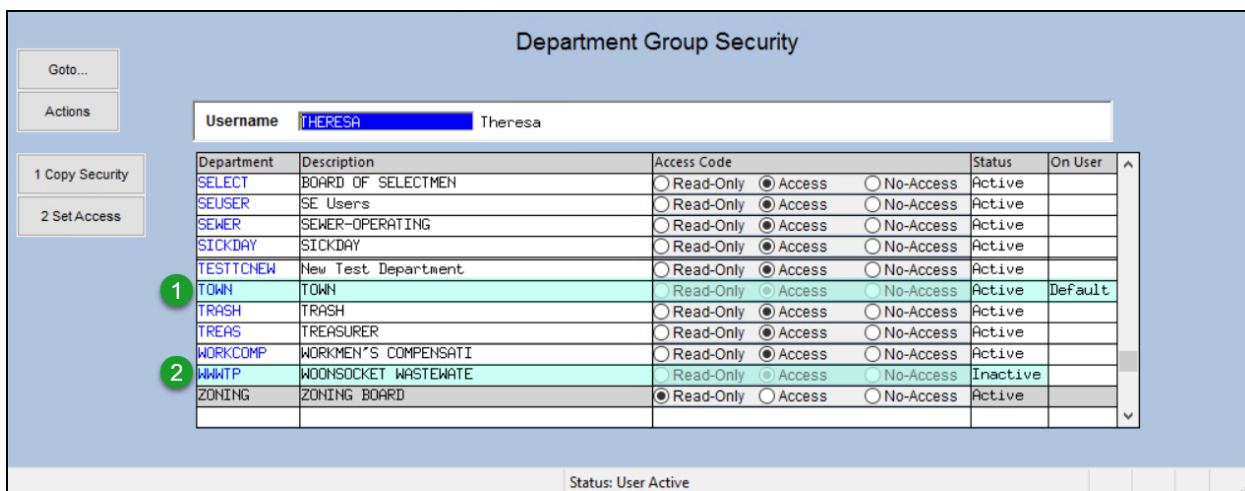 Department Group Security
Goto...
Actions
1 Copy Security
2 Set Access
Username THERESA Theresa
Department Description Access Code Status On User
SELECT BOARD OF SELECTMEN Read-Only Access No-Access Active
SEUSER SE Users Read-Only Access No-Access Active
SEWER SEWER-OPERATING Read-Only Access No-Access Active
SICKDAY SICKDAY Read-Only Access No-Access Active
TESTTCNEW New Test Department Read-Only Access No-Access Active
1 TOWN TOWN Read-Only Access No-Access Active Default
TRASH TRASH Read-Only Access No-Access Active
TREAS TREASURER Read-Only Access No-Access Active
WORKCOMP WORKMEN'S COMPENSATI Read-Only Access No-Access Active
2 WWWTP WOONSOCKET WASTEWATE Read-Only Access No-Access Inactive
ZONING ZONING BOARD Read-Only Access No-Access Active
Status: User Active